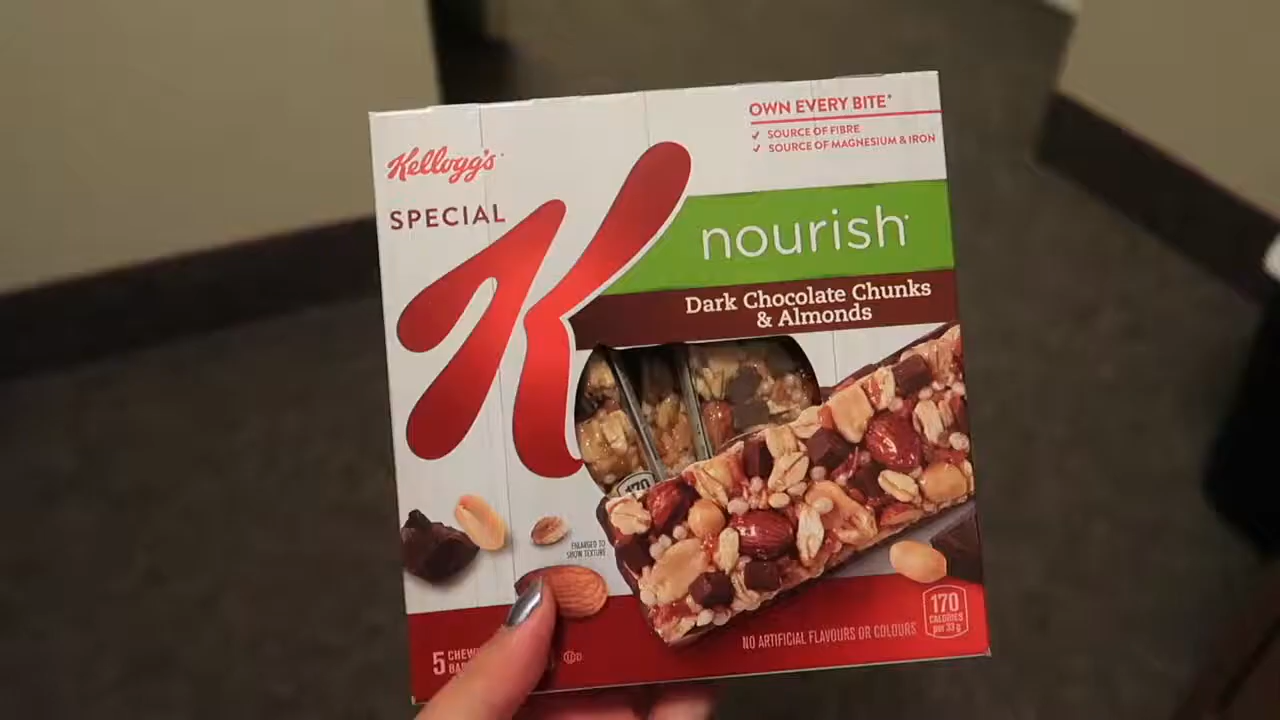 Kellogg's
SPECIAL
K
OWN EVERY BITE*
✓ SOURCE OF FIBRE
✓ SOURCE OF MAGNESIUM & IRON
nourish
Dark Chocolate Chunks
& Almonds
170
ENLARGED TO
SHOW TEXTURE
NO ARTIFICIAL FLAVOURS OR COLOURS
170
CALORIES
per 33 g
5